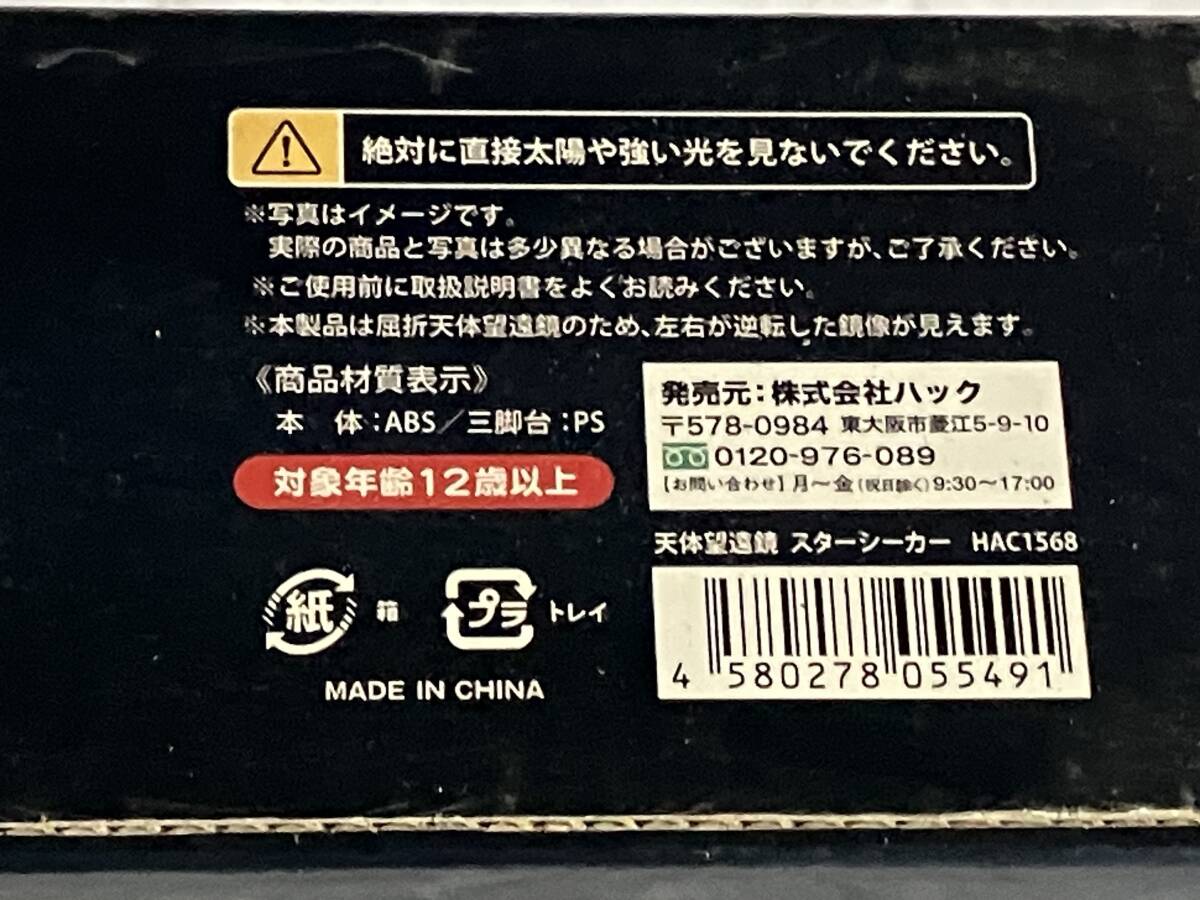 絶対に直接太陽や強い光を見ないでください。
※写真はイメージです。
実際の商品と写真は多少異なる場合がございますが、ご了承ください。
※ご使用前に取扱説明書をよくお読みください。
※本製品は屈折天体望遠鏡のため、左右が逆転した鏡像が見えます。
《商品材質表示》
本 体:ABS/三脚台:PS
対象年齢12歳以上
紙 箱 プラ トレイ
MADE IN CHINA
発売元:株式会社ハック
〒578-0984 東大阪市菱江5-9-10
0120-976-089
【お問い合わせ】月〜金(祝日除く)9:30〜17:00
天体望遠鏡 スターシーカー HAC1568
4 580278 055491